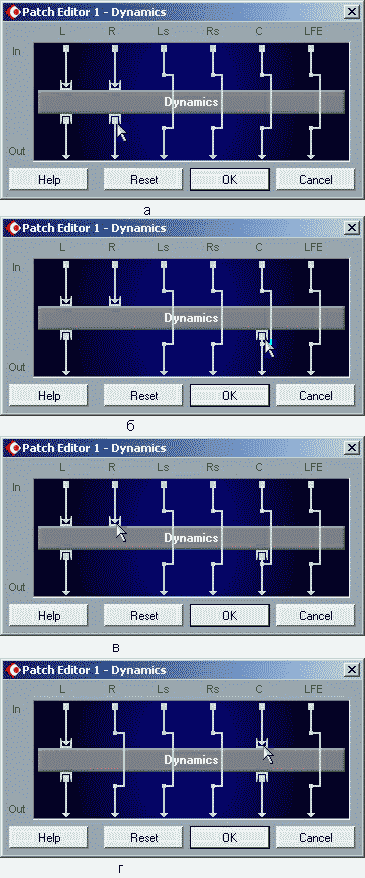 Patch Editor 1 - Dynamics
L R Ls Rs C LFE
In
Dynamics
Out
Help Reset OK Cancel
а
Patch Editor 1 - Dynamics
L R Ls Rs C LFE
In
Dynamics
Out
Help Reset OK Cancel
б
Patch Editor 1 - Dynamics
L R Ls Rs C LFE
In
Dynamics
Out
Help Reset OK Cancel
в
Patch Editor 1 - Dynamics
L R Ls Rs C LFE
In
Dynamics
Out
Help Reset OK Cancel
г